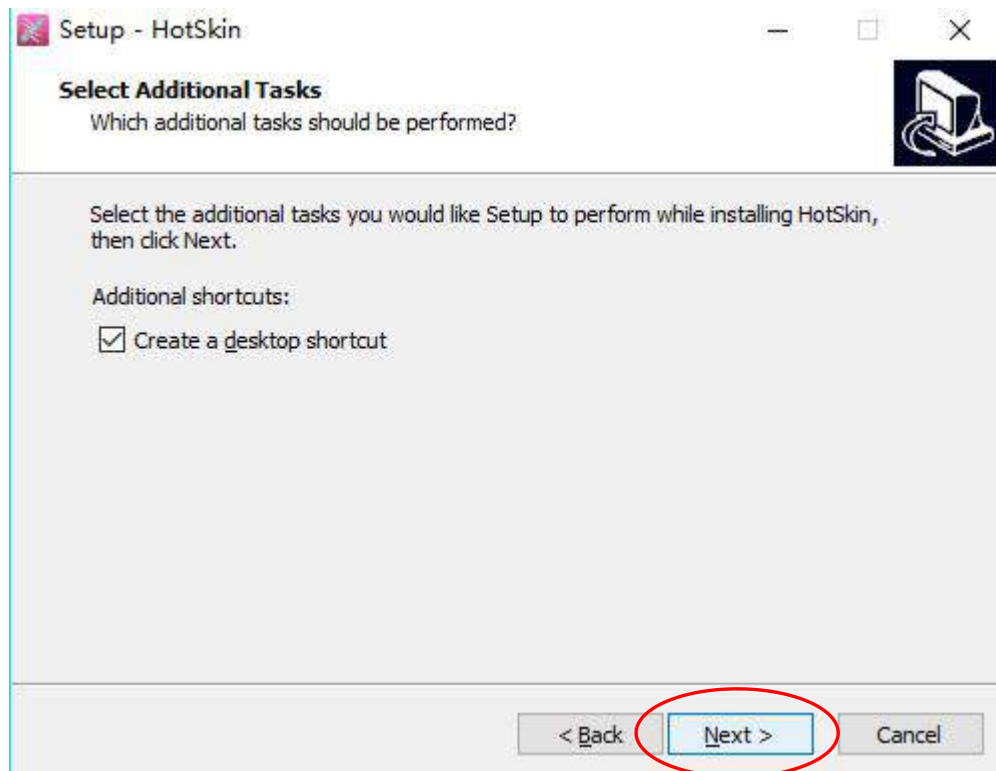 Setup - HotSkin
Select Additional Tasks
Which additional tasks should be performed?
Select the additional tasks you would like Setup to perform while installing HotSkin,
then click Next.
Additional shortcuts:
Create a desktop shortcut
< Back
Next >
Cancel